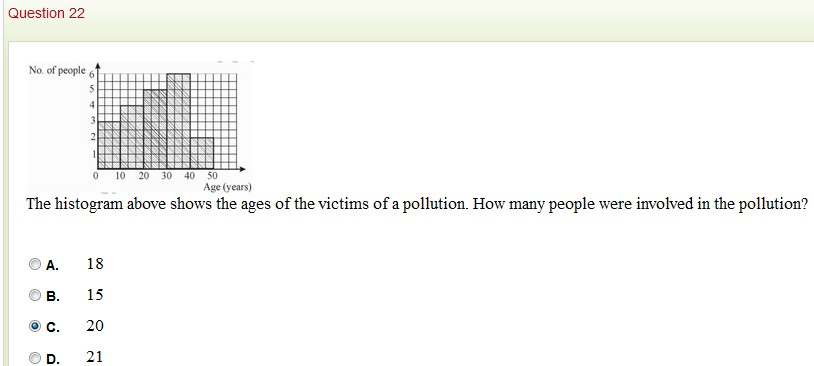 Question 22
No. of people
6
5
4
3
2
1
0 10 20 30 40 50
Age (years)
The histogram above shows the ages of the victims of a pollution. How many people were involved in the pollution?
A. 18
B. 15
C. 20
D. 21